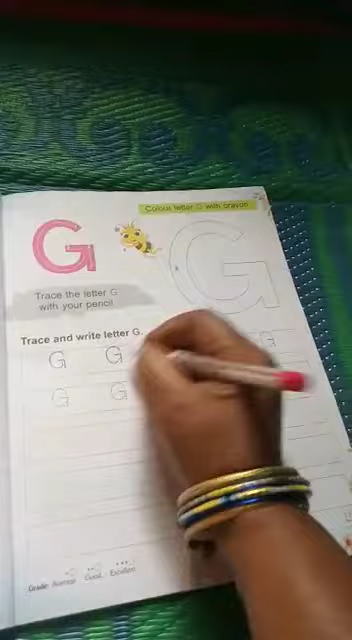 Colour letter G with crayon
G G
Trace the letter G
with your pencil
Trace and write letter G.
G G G
G G
Grade: Average Good Excellent